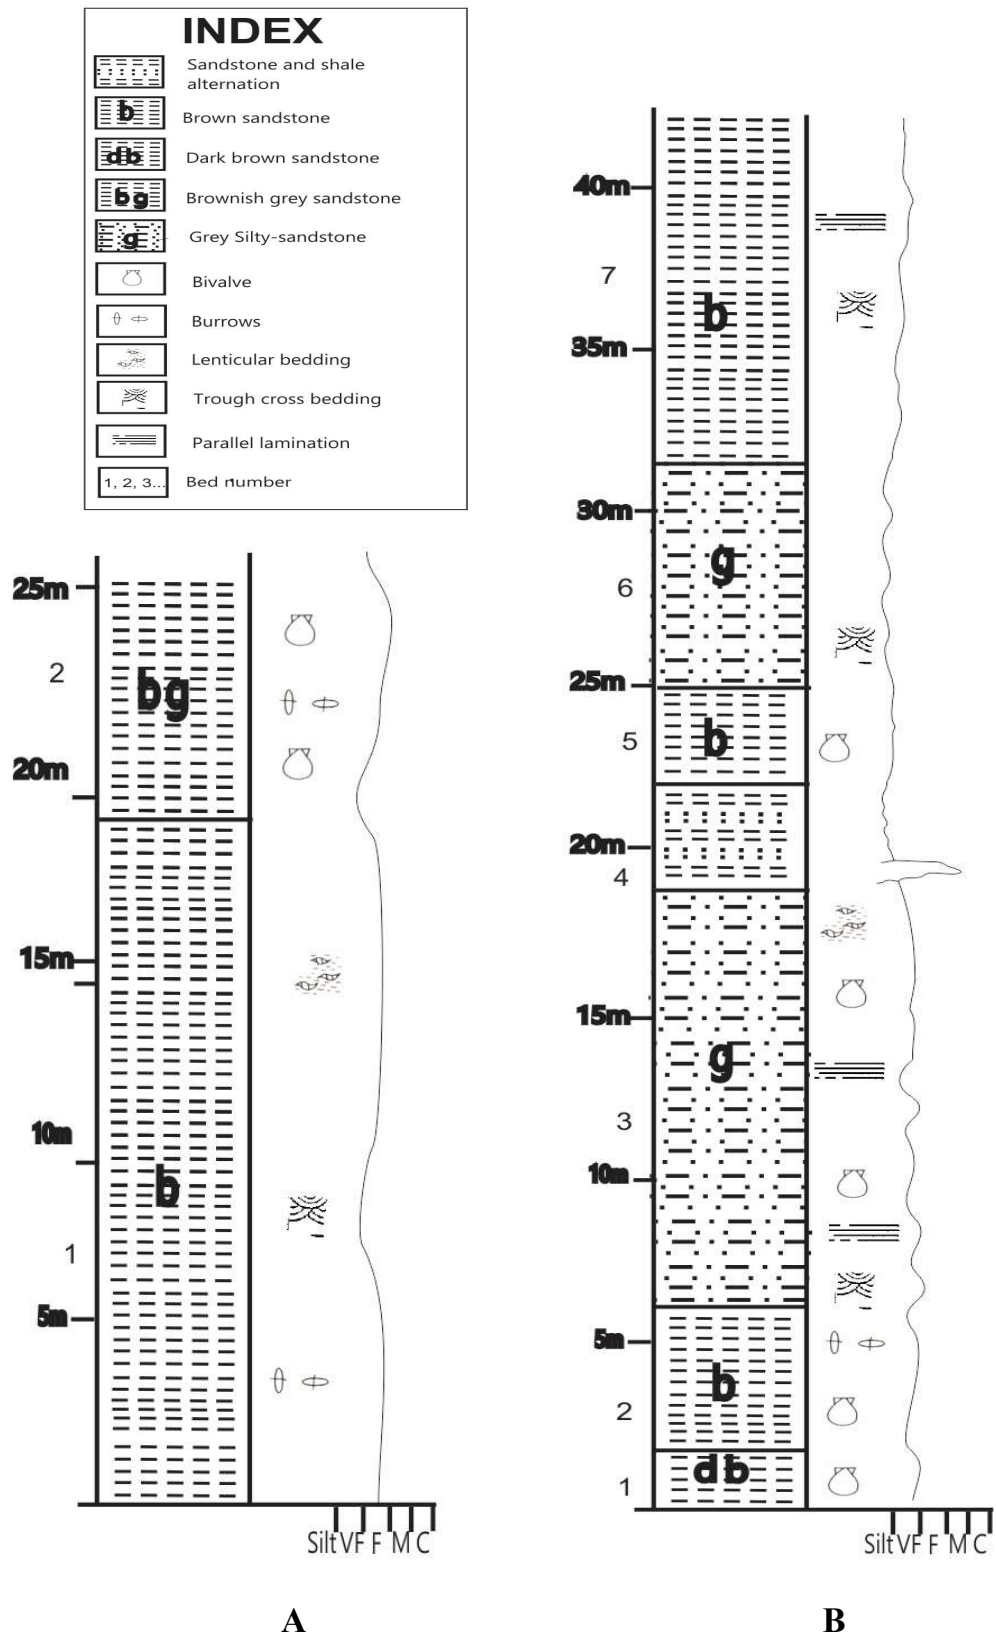 INDEX
Sandstone and shale
alternation
b
Brown sandstone
db
Dark brown sandstone
bg
Brownish grey sandstone
g
Grey Silty-sandstone
Bivalve
Burrows
Lenticular bedding
Trough cross bedding
Parallel lamination
1, 2, 3...
Bed number
25m
2
bg
20m
15m
10m
b
1
5m
Silt VF F M C
A
40m
7
b
35m
30m
g
6
25m
b
5
20m
4
15m
g
3
10m
5m
b
2
db
1
Silt VF F M C
B